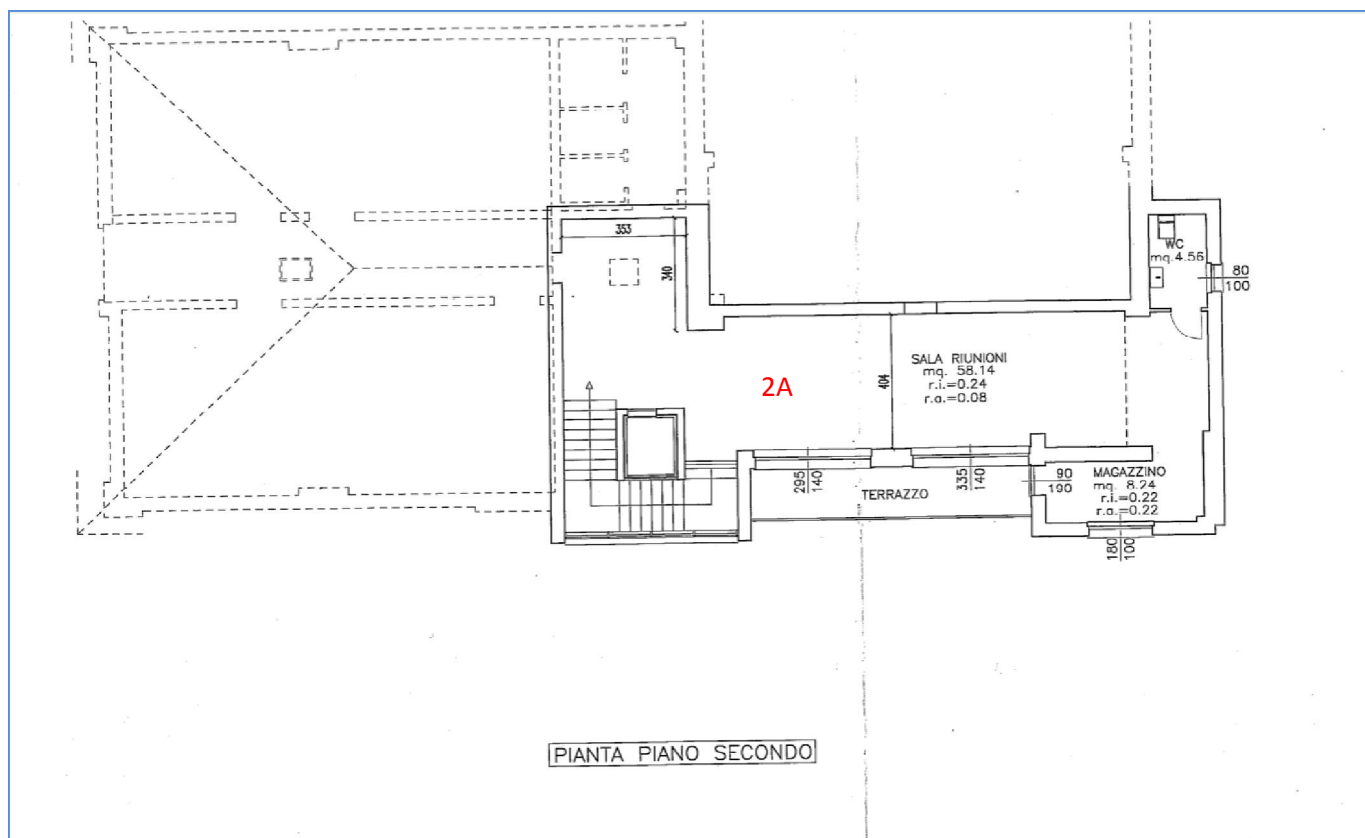 353
340
WC
mq.4.56
80
100
SALA RIUNIONI
mq. 58.14
r.i.=0.24
r.a.=0.08
404
2A
295
140
335
140
TERRAZZO
90
190
MAGAZZINO
mq. 8.24
r.i.=0.22
r.a.=0.22
180
100
PIANTA PIANO SECONDO